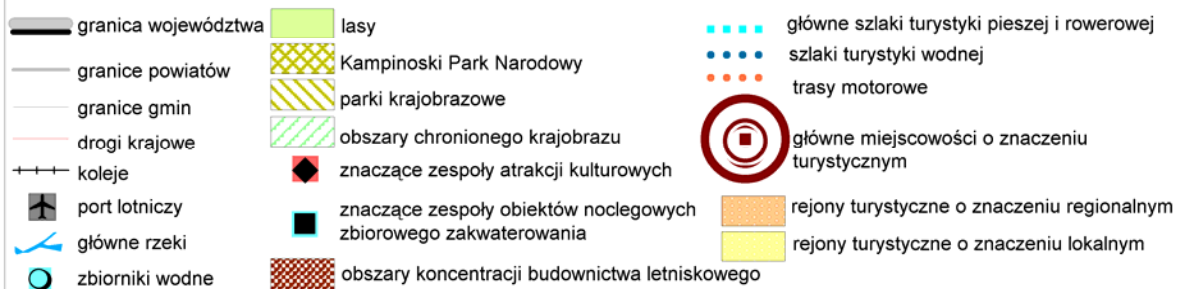 granica województwa
granice powiatów
granice gmin
drogi krajowe
koleje
port lotniczy
główne rzeki
zbiorniki wodne
lasy
Kampinoski Park Narodowy
parki krajobrazowe
obszary chronionego krajobrazu
znaczące zespoły atrakcji kulturowych
znaczące zespoły obiektów noclegowych
zbiorowego zakwaterowania
obszary koncentracji budownictwa letniskowego
główne szlaki turystyki pieszej i rowerowej
szlaki turystyki wodnej
trasy motorowe
główne miejscowości o znaczeniu
turystycznym
rejony turystyczne o znaczeniu regionalnym
rejony turystyczne o znaczeniu lokalnym